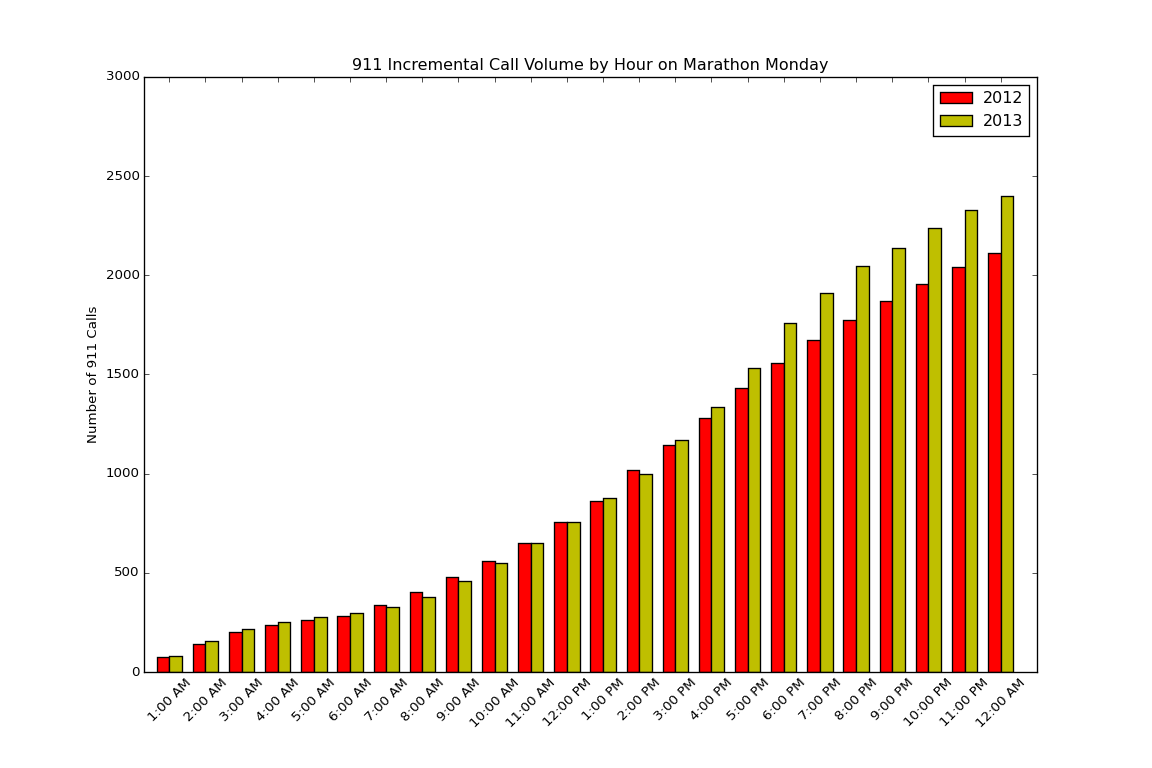 911 Incremental Call Volume by Hour on Marathon Monday
3000
2500
2000
1500
1000
500
0
Number of 911 Calls
2012
2013
1:00 AM
2:00 AM
3:00 AM
4:00 AM
5:00 AM
6:00 AM
7:00 AM
8:00 AM
9:00 AM
10:00 AM
11:00 AM
12:00 PM
1:00 PM
2:00 PM
3:00 PM
4:00 PM
5:00 PM
6:00 PM
7:00 PM
8:00 PM
9:00 PM
10:00 PM
11:00 PM
12:00 AM